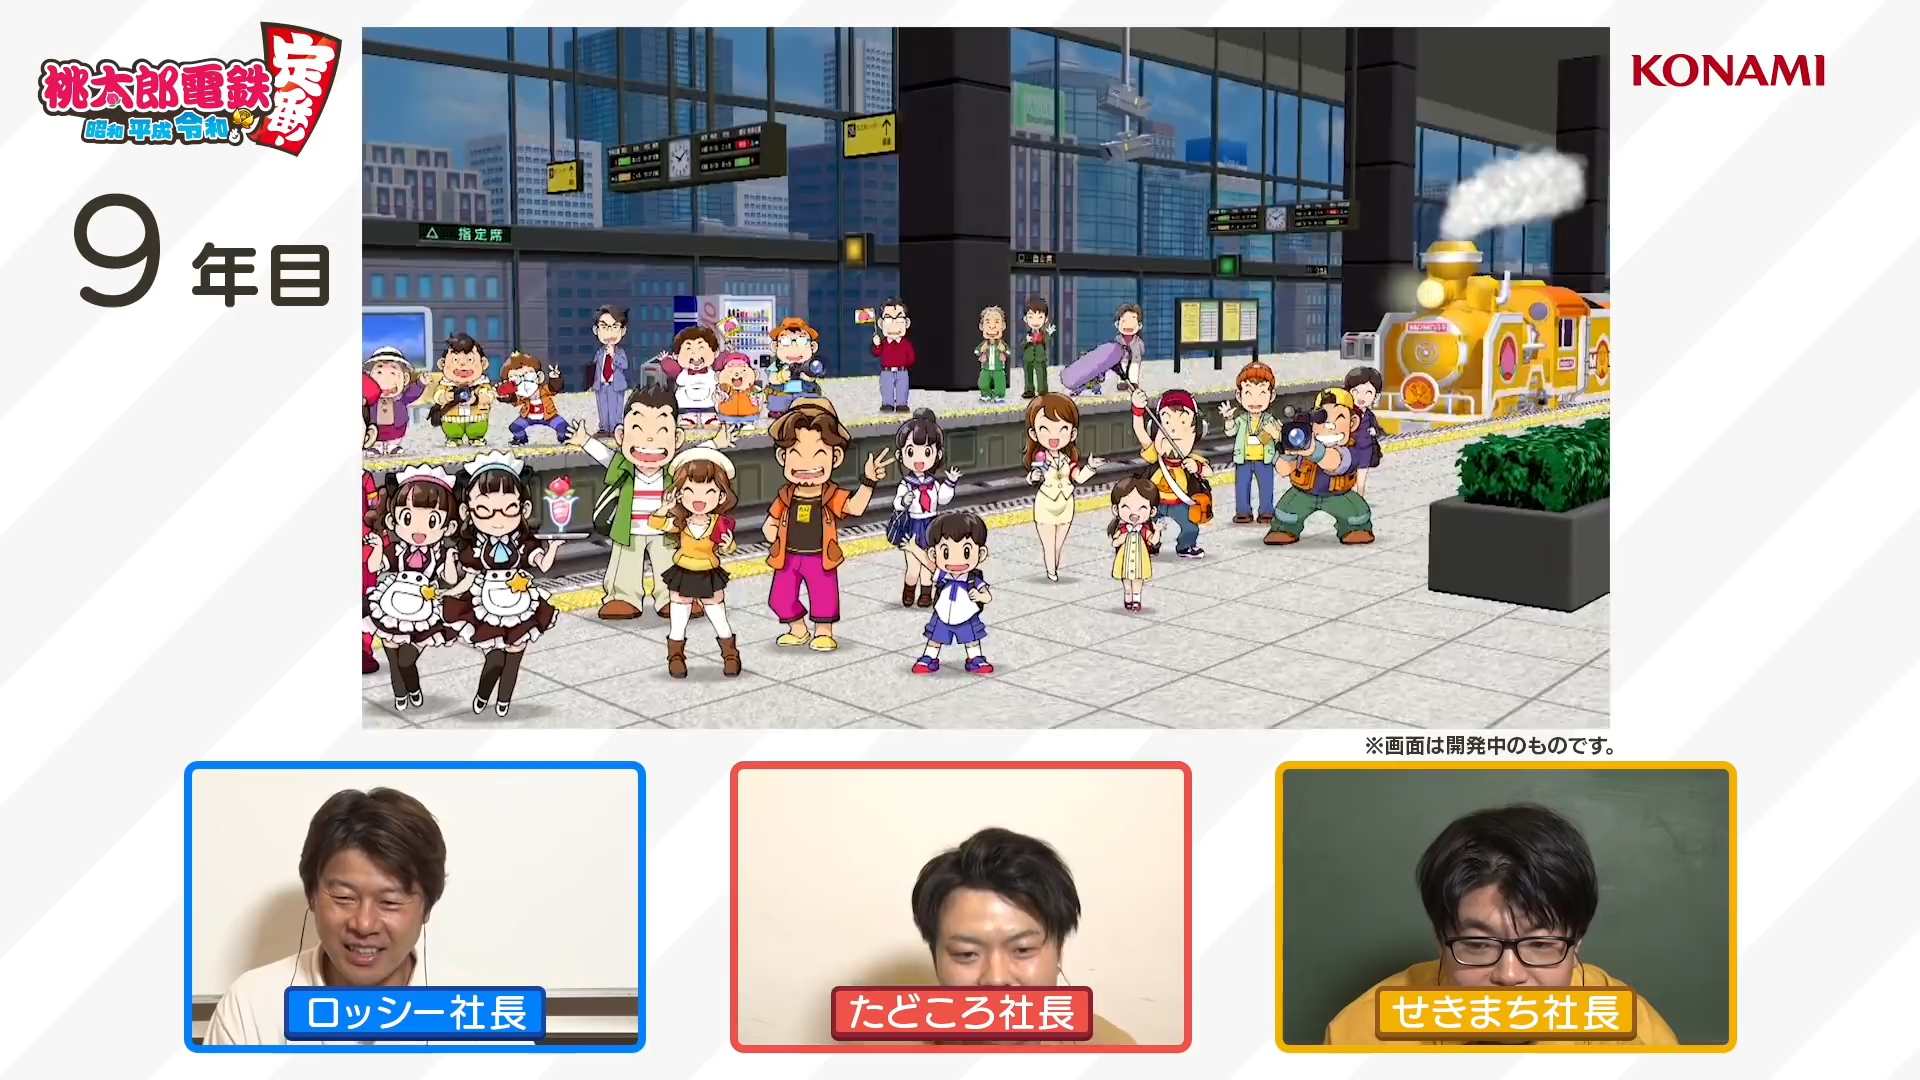 桃太郎電鉄
昭和 平成 令和
定番!
KONAMI
9年目
△ 指定席
※画面は開発中のものです。
ロッシー社長
たどころ社長
せきまち社長